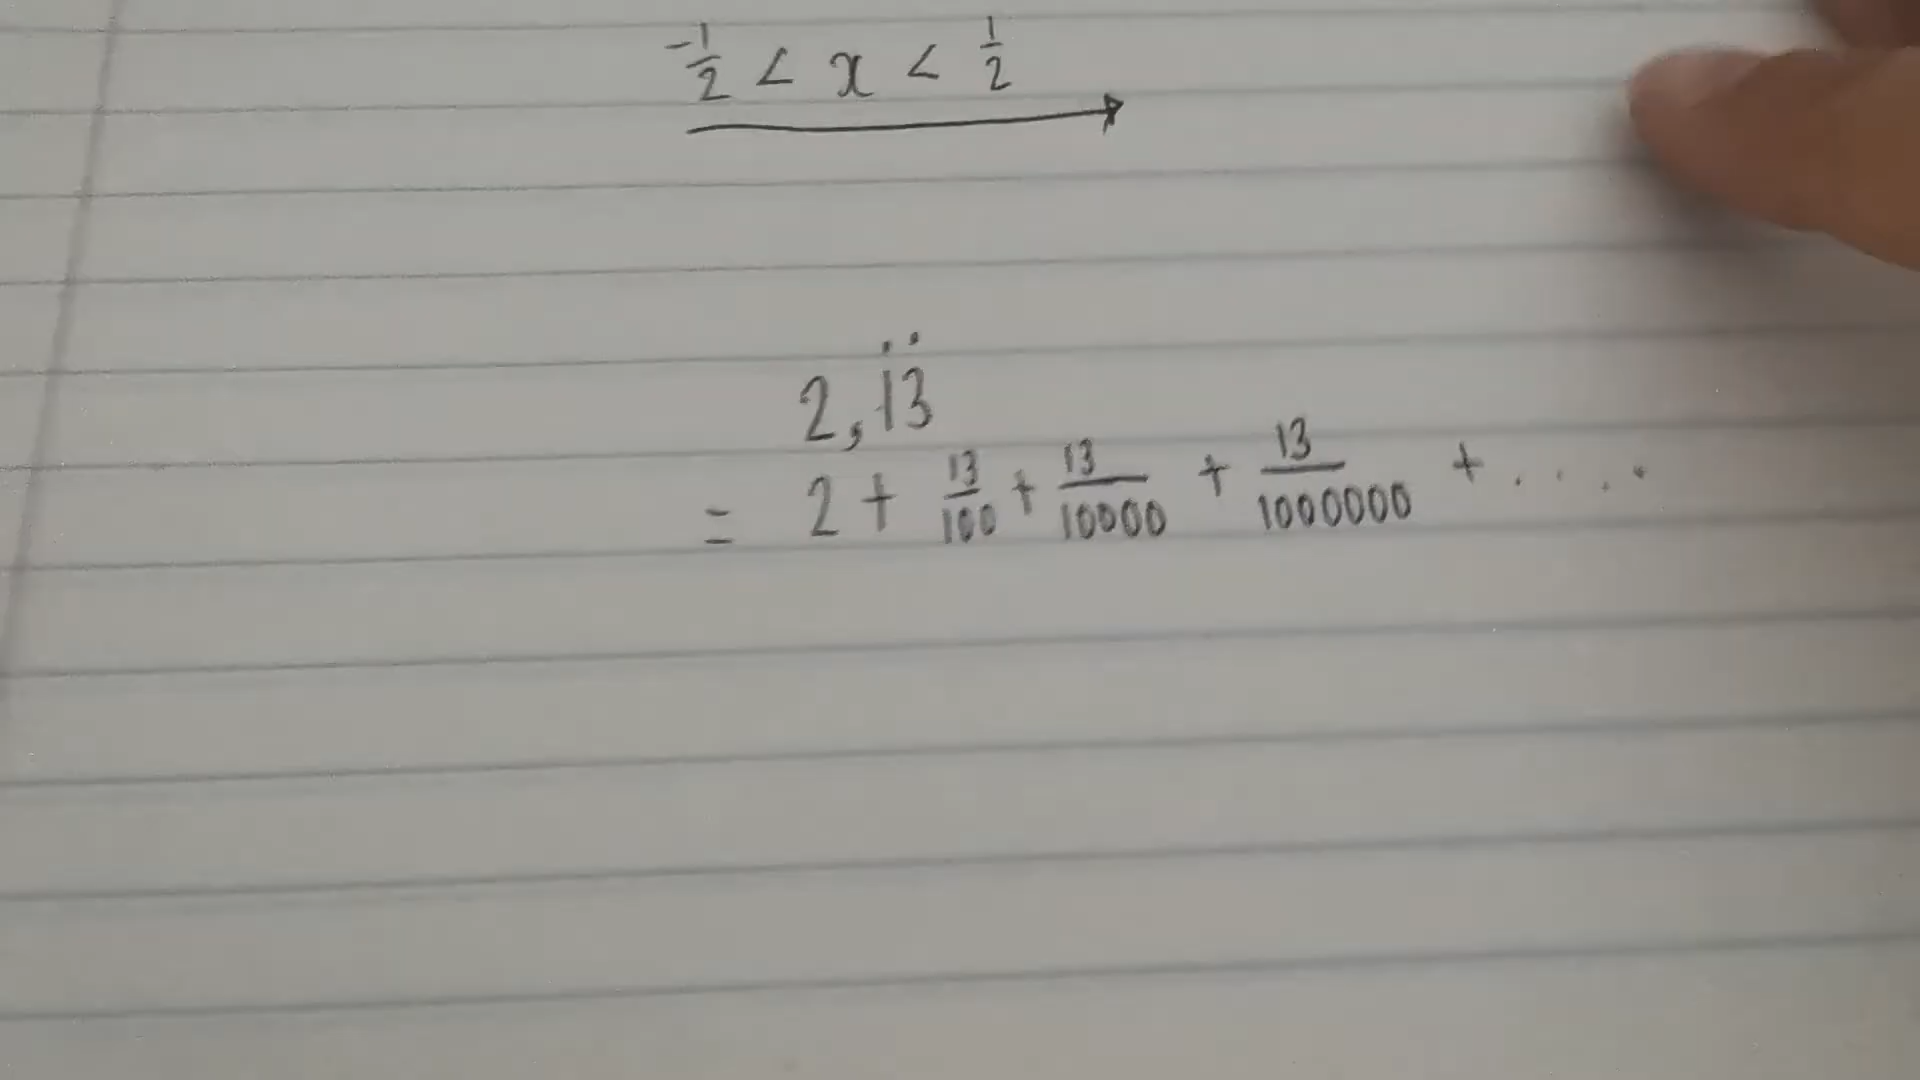 -1/2 < x < 1/2
2,1̇3̇
= 2 + 13/100 + 13/10000 + 13/1000000 + ....